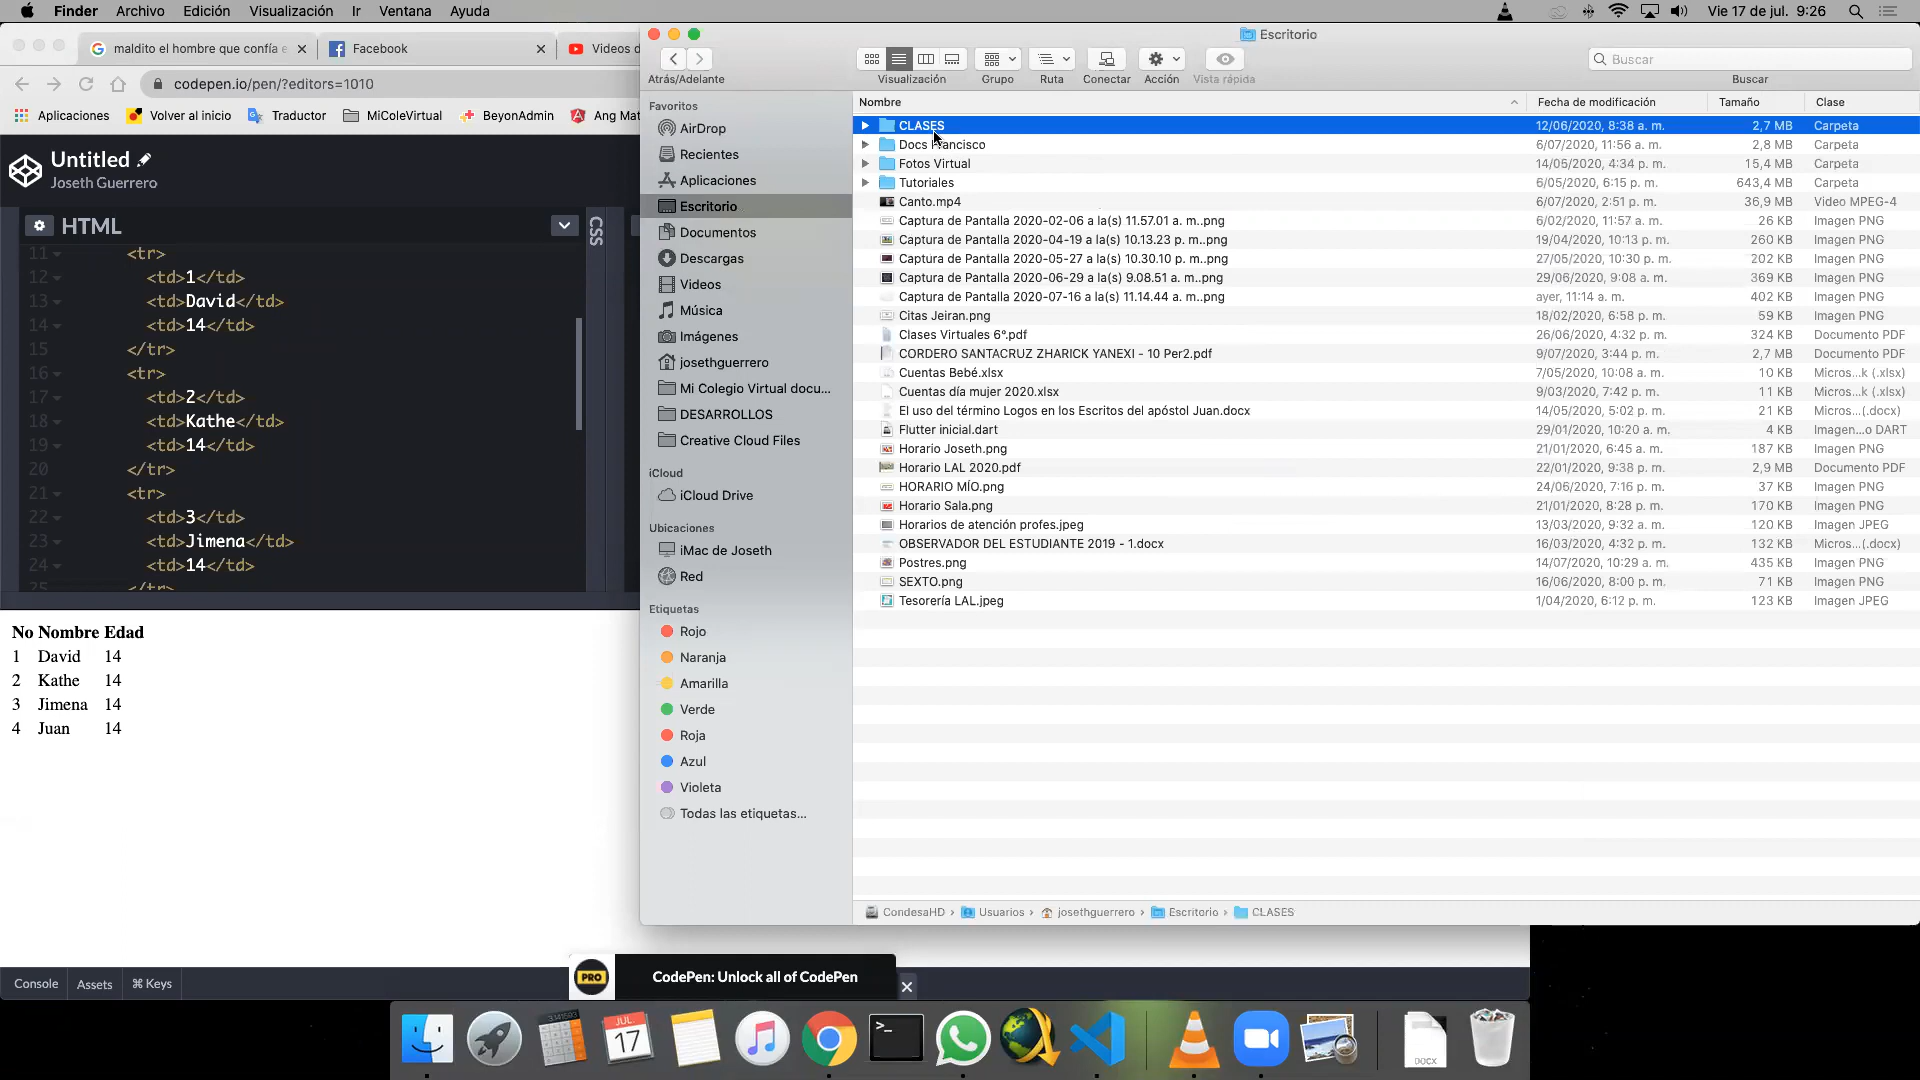 Finder Archivo Edición Visualización Ir Ventana Ayuda
Vie 17 de jul. 9:26
maldito el hombre que confía e
Facebook
Videos d
codepen.io/pen/?editors=1010
Aplicaciones
Volver al inicio
Traductor
MiColeVirtual
BeyonAdmin
Ang Mat
Untitled
Joseth Guerrero
HTML
CSS
11 <tr>
12 <td>1</td>
13 <td>David</td>
14 <td>14</td>
15 </tr>
16 <tr>
17 <td>2</td>
18 <td>Kathe</td>
19 <td>14</td>
20 </tr>
21 <tr>
22 <td>3</td>
23 <td>Jimena</td>
24 <td>14</td>
25 </tr>
No Nombre Edad
1 David 14
2 Kathe 14
3 Jimena 14
4 Juan 14
Console
Assets
⌘ Keys
PRO
CodePen: Unlock all of CodePen
Escritorio
Atrás/Adelante
Visualización
Grupo
Ruta
Conectar
Acción
Vista rápida
Buscar
Buscar
Favoritos
AirDrop
Recientes
Aplicaciones
Escritorio
Documentos
Descargas
Videos
Música
Imágenes
josethguerrero
Mi Colegio Virtual docu...
DESARROLLOS
Creative Cloud Files
iCloud
iCloud Drive
Ubicaciones
iMac de Joseth
Red
Etiquetas
Rojo
Naranja
Amarilla
Verde
Roja
Azul
Violeta
Todas las etiquetas...
Nombre Fecha de modificación Tamaño Clase
CLASES 12/06/2020, 8:38 a. m. 2,7 MB Carpeta
Docs Francisco 6/07/2020, 11:56 a. m. 2,8 MB Carpeta
Fotos Virtual 14/05/2020, 4:34 p. m. 15,4 MB Carpeta
Tutoriales 6/05/2020, 6:15 p. m. 643,4 MB Carpeta
Canto.mp4 6/07/2020, 2:51 p. m. 36,9 MB Video MPEG-4
Captura de Pantalla 2020-02-06 a la(s) 11.57.01 a. m..png 6/02/2020, 11:57 a. m. 26 KB Imagen PNG
Captura de Pantalla 2020-04-19 a la(s) 10.13.23 p. m..png 19/04/2020, 10:13 p. m. 260 KB Imagen PNG
Captura de Pantalla 2020-05-27 a la(s) 10.30.10 p. m..png 27/05/2020, 10:30 p. m. 202 KB Imagen PNG
Captura de Pantalla 2020-06-29 a la(s) 9.08.51 a. m..png 29/06/2020, 9:08 a. m. 369 KB Imagen PNG
Captura de Pantalla 2020-07-16 a la(s) 11.14.44 a. m..png ayer, 11:14 a. m. 402 KB Imagen PNG
Citas Jeiran.png 18/02/2020, 6:58 p. m. 59 KB Imagen PNG
Clases Virtuales 6°.pdf 26/06/2020, 4:32 p. m. 324 KB Documento PDF
CORDERO SANTACRUZ ZHARICK YANEXI - 10 Per2.pdf 9/07/2020, 3:44 p. m. 2,7 MB Documento PDF
Cuentas Bebé.xlsx 7/05/2020, 10:08 a. m. 10 KB Micros...k (.xlsx)
Cuentas día mujer 2020.xlsx 9/03/2020, 7:42 p. m. 11 KB Micros...k (.xlsx)
El uso del término Logos en los Escritos del apóstol Juan.docx 14/05/2020, 5:02 p. m. 21 KB Micros...(.docx)
Flutter inicial.dart 29/01/2020, 10:20 a. m. 4 KB Imagen...o DART
Horario Joseth.png 21/01/2020, 6:45 a. m. 187 KB Imagen PNG
Horario LAL 2020.pdf 22/01/2020, 9:38 p. m. 2,9 MB Documento PDF
HORARIO MÍO.png 24/06/2020, 7:16 p. m. 37 KB Imagen PNG
Horario Sala.png 21/01/2020, 8:28 p. m. 170 KB Imagen PNG
Horarios de atención profes.jpeg 13/03/2020, 9:32 a. m. 120 KB Imagen JPEG
OBSERVADOR DEL ESTUDIANTE 2019 - 1.docx 16/03/2020, 4:32 p. m. 132 KB Micros...(.docx)
Postres.png 14/07/2020, 10:29 a. m. 435 KB Imagen PNG
SEXTO.png 16/06/2020, 8:00 p. m. 71 KB Imagen PNG
Tesorería LAL.jpeg 1/04/2020, 6:12 p. m. 123 KB Imagen JPEG
CondesaHD › Usuarios › josethguerrero › Escritorio › CLASES
JUL.
17
DOCX